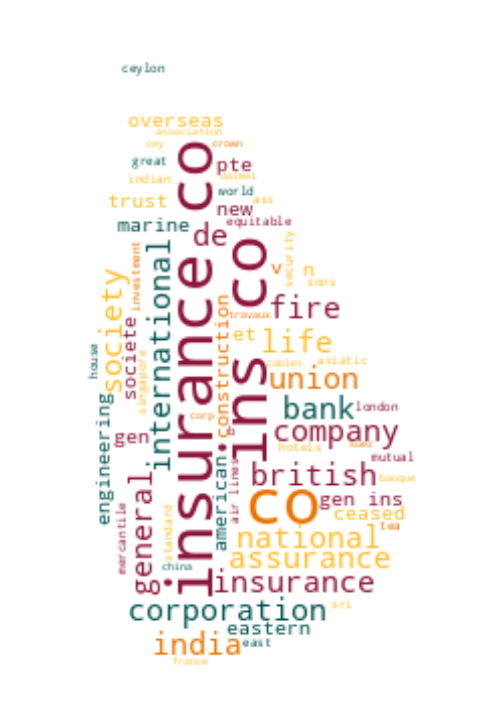 ceylon
overseas
association
cey
crown
great
pte
indian
daimei
world
trust
ass
new
marine
equitable
de
insurance co
ins co
international
society
investment
security
v
n
sons
fire
travaux
et
life
construction
societe
house
singapore
cables
asiatic
union
bank
london
corp
company
gen
b
hotels
suez
mutual
engineering
american
air lines
british
banque
general
mercantile
standard
co
gen ins
ceased
tea
national
assurance
china
insurance
corporation
sri
eastern
india
east
france